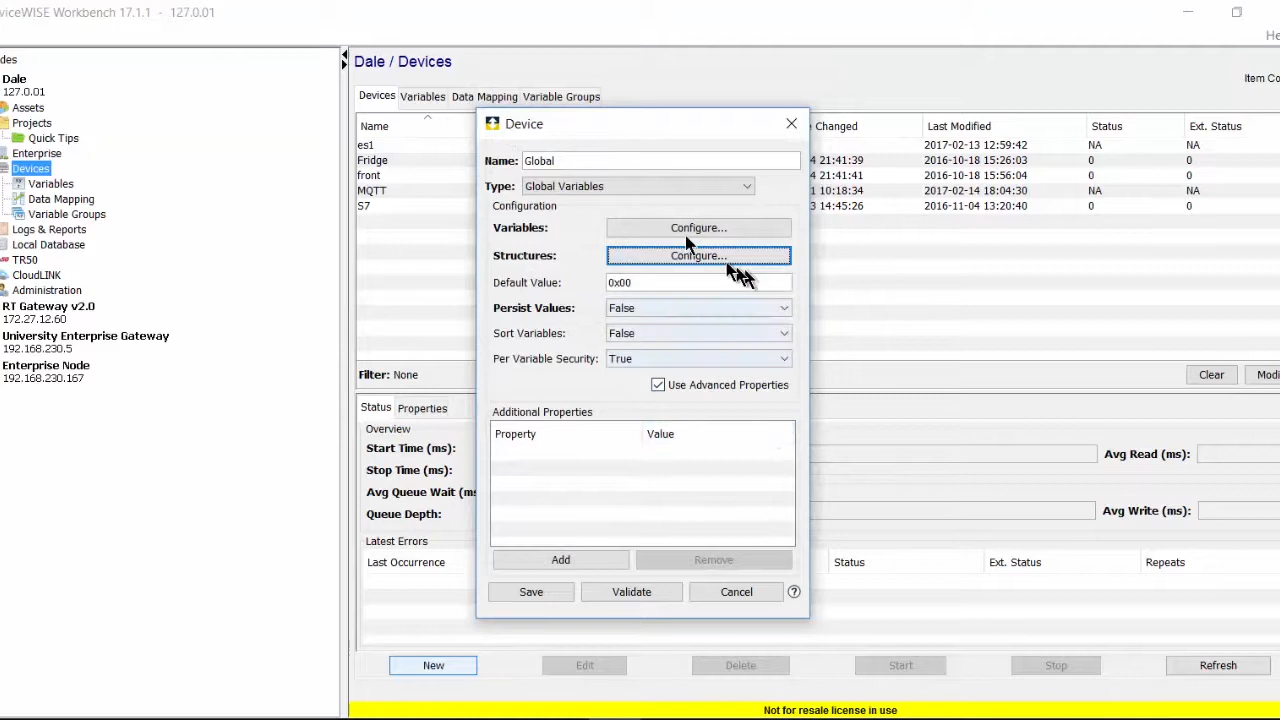 viceWISE Workbench 17.1.1 - 127.0.01
He
des
Dale
127.0.01
Assets
Projects
Quick Tips
Enterprise
Devices
Variables
Data Mapping
Variable Groups
Logs & Reports
Local Database
TR50
CloudLINK
Administration
RT Gateway v2.0
172.27.12.60
University Enterprise Gateway
192.168.230.5
Enterprise Node
192.168.230.167
Dale / Devices
Item Co
Devices Variables Data Mapping Variable Groups
Name Changed Last Modified Status Ext. Status
es1 2017-02-13 12:59:42 NA NA
Fridge 4 21:41:39 2016-10-18 15:26:03 0 0
front 4 21:41:41 2016-10-18 15:56:04 0 0
MQTT 1 10:18:34 2017-02-14 18:04:30 NA NA
S7 3 14:45:26 2016-11-04 13:20:40 0 0
Filter: None Clear Modi
Status Properties
Overview
Start Time (ms): Avg Read (ms):
Stop Time (ms):
Avg Queue Wait (ms
Queue Depth: Avg Write (ms):
Latest Errors
Last Occurrence Status Ext. Status Repeats
New Edit Delete Start Stop Refresh
Not for resale license in use
Device
Name: Global
Type: Global Variables
Configuration
Variables: Configure...
Structures: Configure...
Default Value: 0x00
Persist Values: False
Sort Variables: False
Per Variable Security: True
Use Advanced Properties
Additional Properties
Property Value
Add Remove
Save Validate Cancel ?